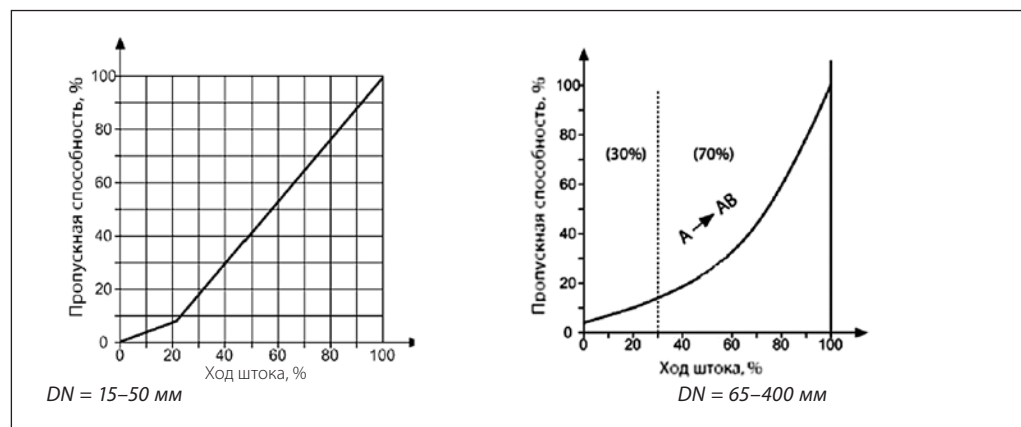 Пропускная способность, %
100
80
60
40
20
0
0 20 40 60 80 100
Ход штока, %
DN = 15–50 мм
Пропускная способность, %
100
80
60
40
20
0
(30%) (70%)
A → AB
0 20 40 60 80 100
Ход штока, %
DN = 65–400 мм